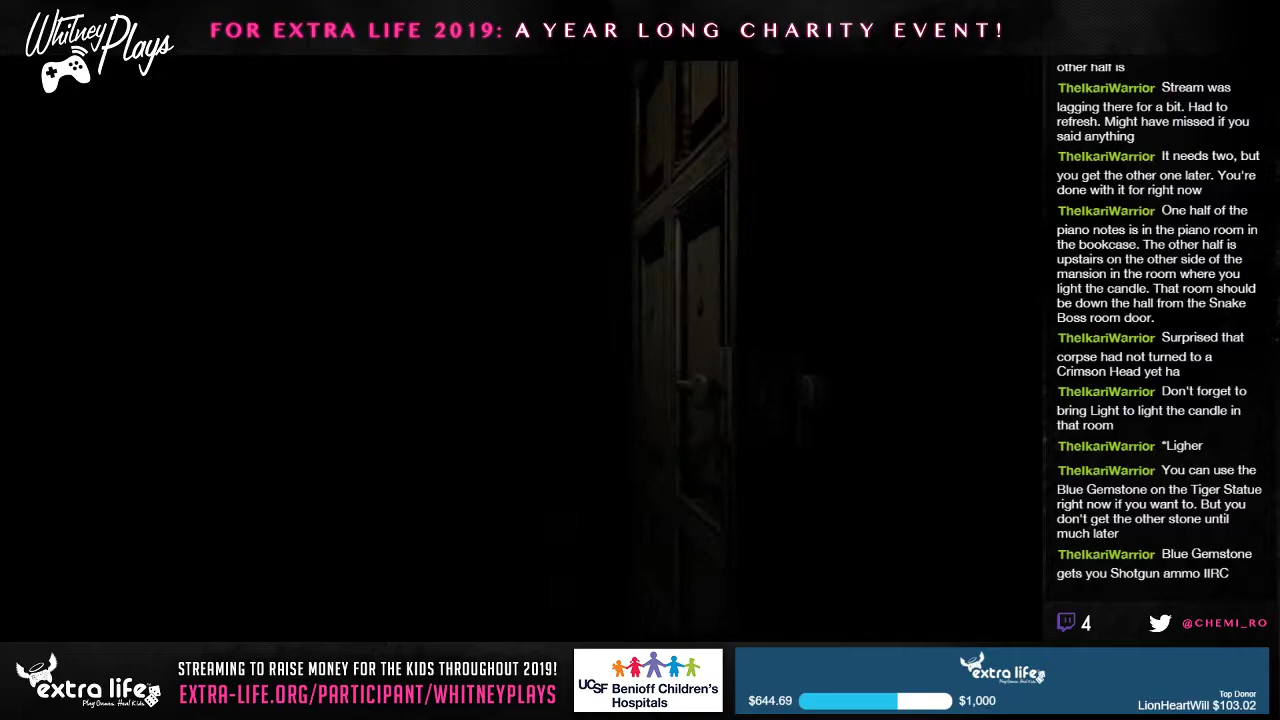 Whitney Plays
FOR EXTRA LIFE 2019: A YEAR LONG CHARITY EVENT!
other half is
TheIkariWarrior Stream was
lagging there for a bit. Had to
refresh. Might have missed if you
said anything
TheIkariWarrior It needs two, but
you get the other one later. You're
done with it for right now
TheIkariWarrior One half of the
piano notes is in the piano room in
the bookcase. The other half is
upstairs on the other side of the
mansion in the room where you
light the candle. That room should
be down the hall from the Snake
Boss room door.
TheIkariWarrior Surprised that
corpse had not turned to a
Crimson Head yet ha
TheIkariWarrior Don't forget to
bring Light to light the candle in
that room
TheIkariWarrior *Ligher
TheIkariWarrior You can use the
Blue Gemstone on the Tiger Statue
right now if you want to. But you
don't get the other stone until
much later
TheIkariWarrior Blue Gemstone
gets you Shotgun ammo IIRC
4
@CHEMI_RO
extra life
Play Games. Heal Kids.
STREAMING TO RAISE MONEY FOR THE KIDS THROUGHOUT 2019!
EXTRA-LIFE.ORG/PARTICIPANT/WHITNEYPLAYS
UCSF Benioff Children's
Hospitals
extra life
Play Games. Heal Kids.
$644.69
$1,000
Top Donor
LionHeartWill $103.02